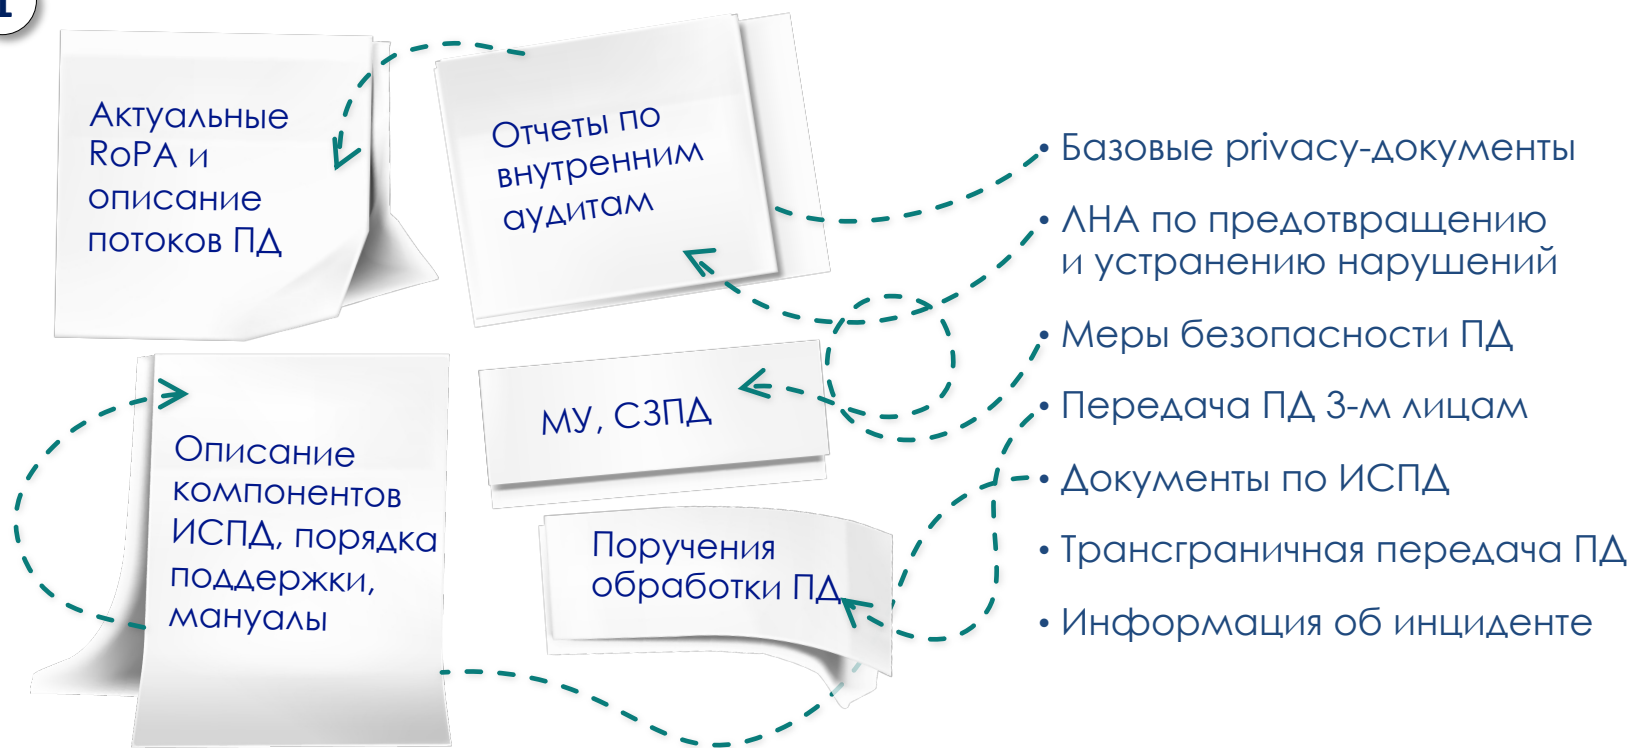 1
Актуальные
RoPA и
описание
потоков ПД
Отчеты по
внутренним
аудитам
МУ, СЗПД
Описание
компонентов
ИСПД, порядка
поддержки,
мануалы
Поручения
обработки ПД
• Базовые privacy-документы
• ЛНА по предотвращению
и устранению нарушений
• Меры безопасности ПД
• Передача ПД 3-м лицам
• Документы по ИСПД
• Трансграничная передача ПД
• Информация об инциденте